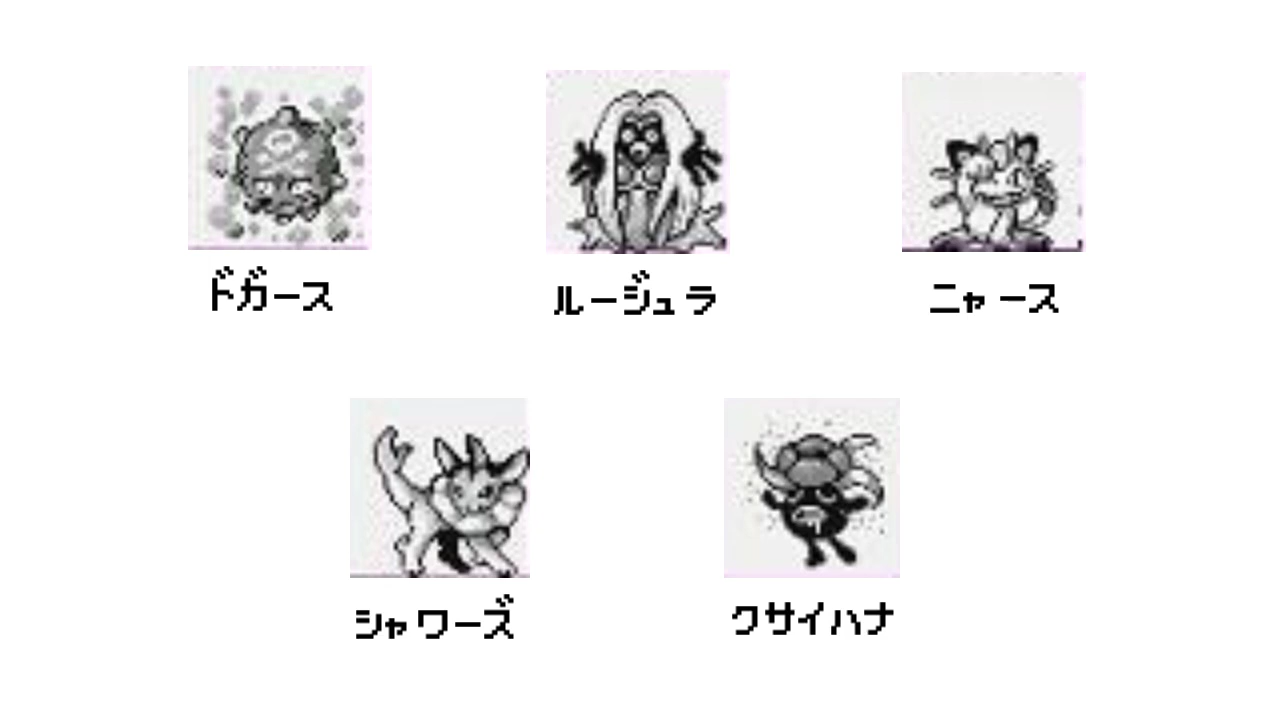 ドガース
ルージュラ
ニャース
シャワーズ
クサイハナ